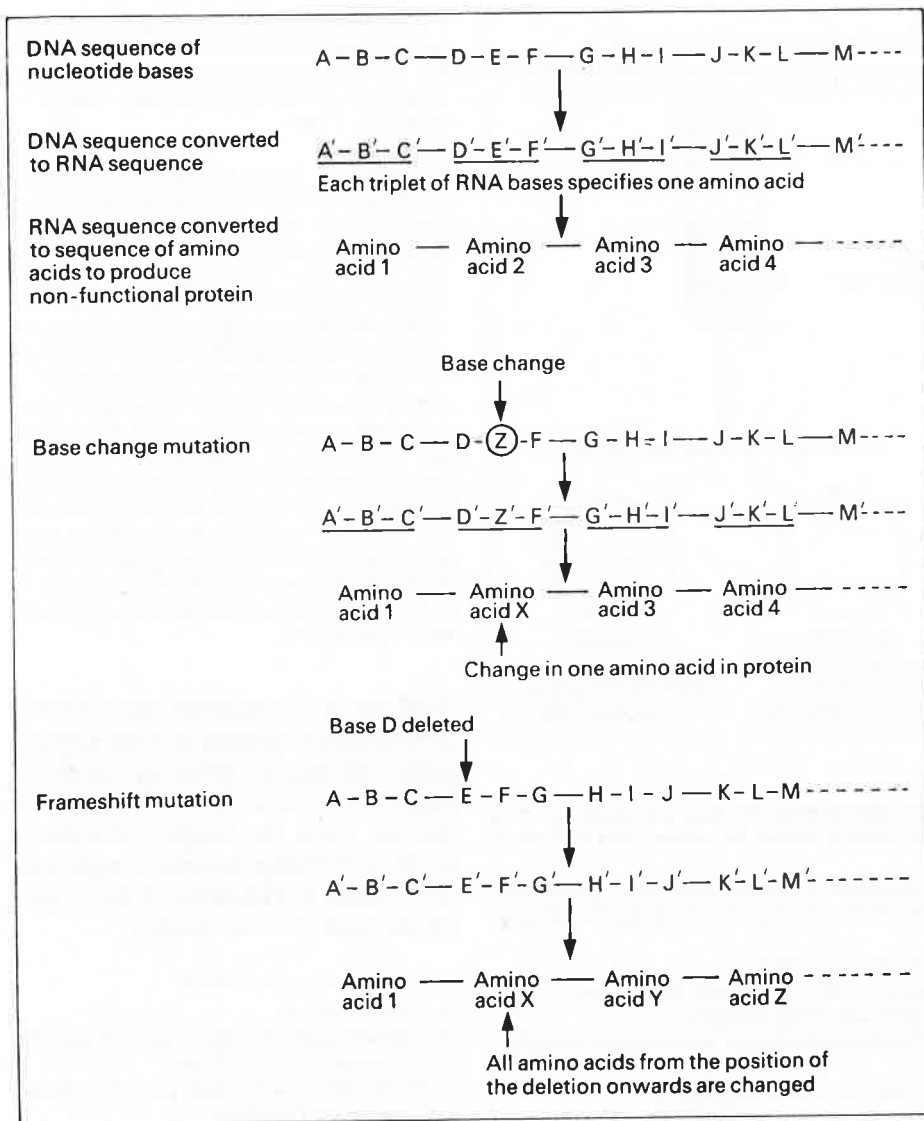 DNA sequence of
nucleotide bases
A – B – C — D – E – F — G – H – I — J – K – L — M ----
DNA sequence converted
to RNA sequence
A′ – B′ – C′ — D′ – E′ – F′ — G′ – H′ – I′ — J′ – K′ – L′ — M′ ----
Each triplet of RNA bases specifies one amino acid
RNA sequence converted
to sequence of amino
acids to produce
non-functional protein
Amino — Amino — Amino — Amino — ----
acid 1 acid 2 acid 3 acid 4
Base change
Base change mutation
A – B – C — D – Z – F — G – H – I — J – K – L — M ----
A′ – B′ – C′ — D′ – Z′ – F′ — G′ – H′ – I′ — J′ – K′ – L′ — M′ ----
Amino — Amino — Amino — Amino — ----
acid 1 acid X acid 3 acid 4
Change in one amino acid in protein
Base D deleted
Frameshift mutation
A – B – C — E – F – G — H – I – J — K – L – M ----
A′ – B′ – C′ — E′ – F′ – G′ — H′ – I′ – J′ — K′ – L′ – M′ ----
Amino — Amino — Amino — Amino ----
acid 1 acid X acid Y acid Z
All amino acids from the position of
the deletion onwards are changed